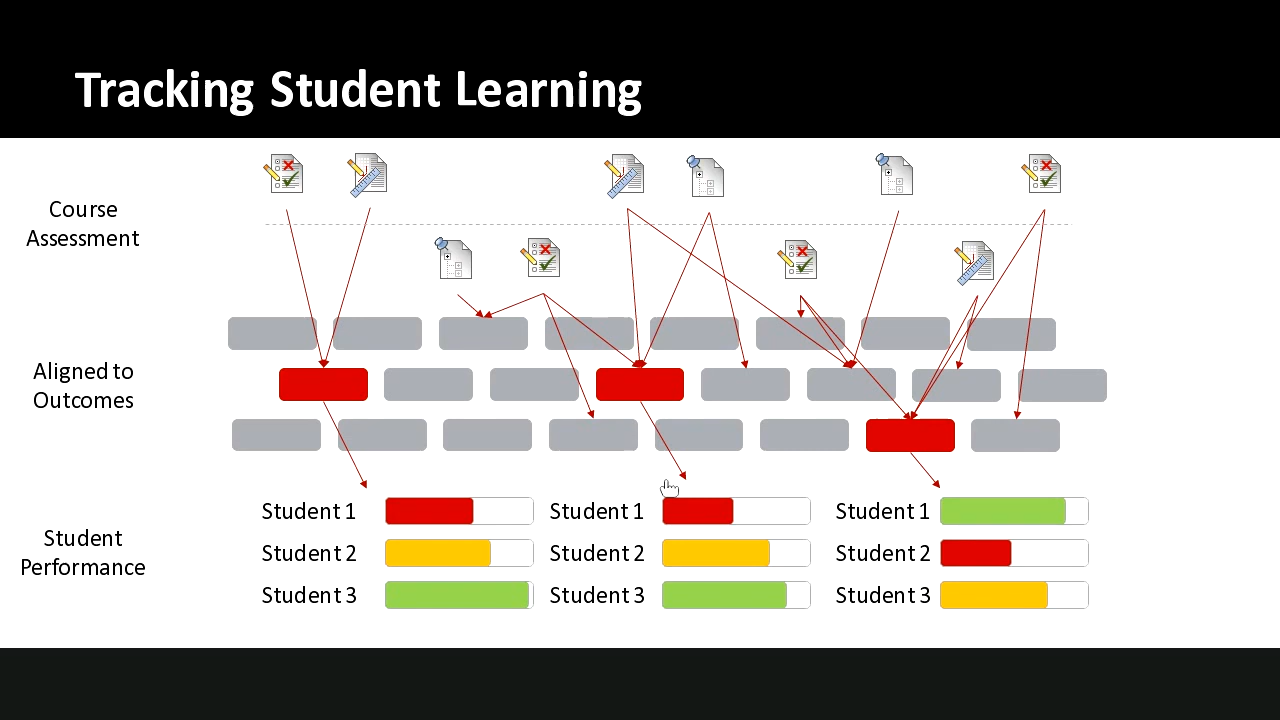 Tracking Student Learning
Course
Assessment
Aligned to
Outcomes
Student
Performance
Student 1
Student 2
Student 3
Student 1
Student 2
Student 3
Student 1
Student 2
Student 3